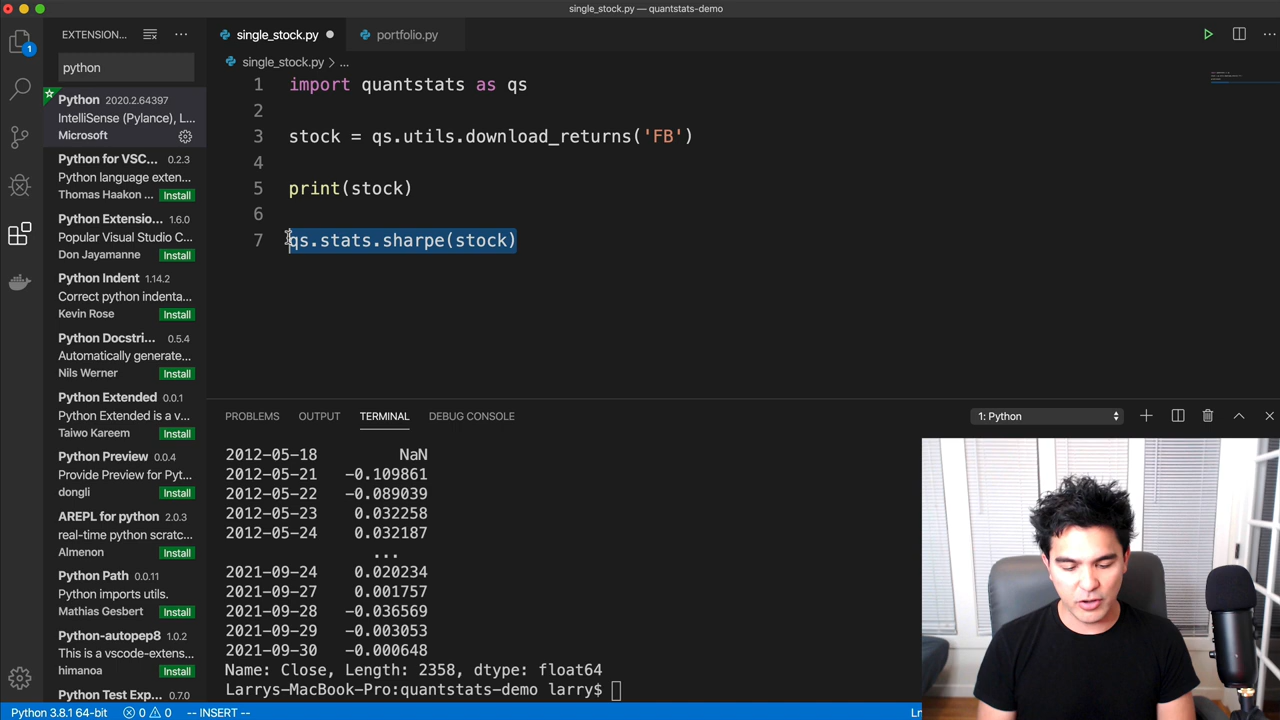 single_stock.py — quantstats-demo
EXTENSION...
python
1
Python 2020.2.64397
IntelliSense (Pylance), L...
Microsoft
Python for VSC... 0.2.3
Python language exten...
Thomas Haakon ... Install
Python Extensio... 1.6.0
Popular Visual Studio C...
Don Jayamanne Install
Python Indent 1.14.2
Correct python indenta...
Kevin Rose Install
Python Docstri... 0.5.4
Automatically generate...
Nils Werner Install
Python Extended 0.0.1
Python Extended is a v...
Taiwo Kareem Install
Python Preview 0.0.4
Provide Preview for Pyt...
dongli Install
AREPL for python 2.0.3
real-time python scratc...
Almenon Install
Python Path 0.0.11
Python imports utils.
Mathias Gesbert Install
Python-autopep8 1.0.2
This is a vscode-extens...
himanoa Install
Python Test Exp... 0.7.0
single_stock.py
portfolio.py
single_stock.py > ...
1 import quantstats as qs
2
3 stock = qs.utils.download_returns('FB')
4
5 print(stock)
6
7 qs.stats.sharpe(stock)
PROBLEMS OUTPUT TERMINAL DEBUG CONSOLE
1: Python
2012-05-18 NaN
2012-05-21 -0.109861
2012-05-22 -0.089039
2012-05-23 0.032258
2012-05-24 0.032187
...
2021-09-24 0.020234
2021-09-27 0.001757
2021-09-28 -0.036569
2021-09-29 -0.003053
2021-09-30 -0.000648
Name: Close, Length: 2358, dtype: float64
Larrys-MacBook-Pro:quantstats-demo larry$
Python 3.8.1 64-bit 0 0 -- INSERT -- Ln